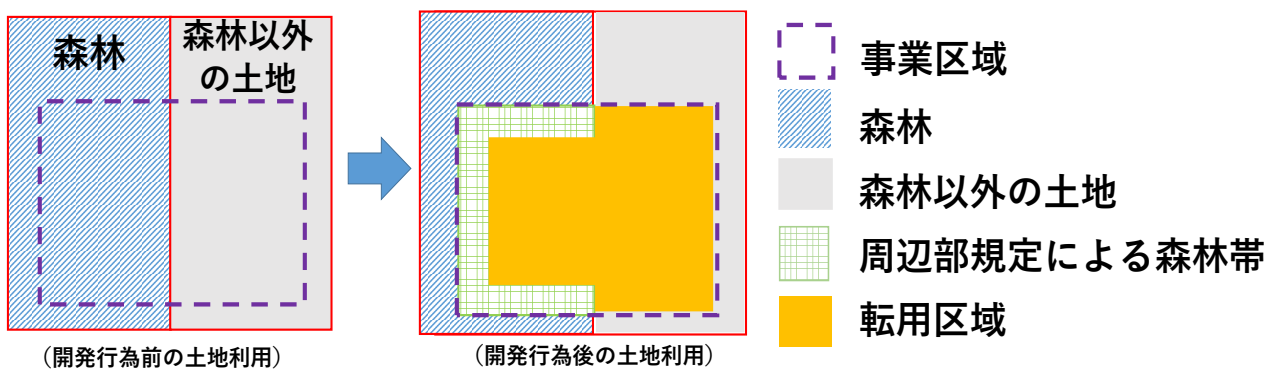 森林
森林以外
の土地
（開発行為前の土地利用）
（開発行為後の土地利用）
事業区域
森林
森林以外の土地
周辺部規定による森林帯
転用区域